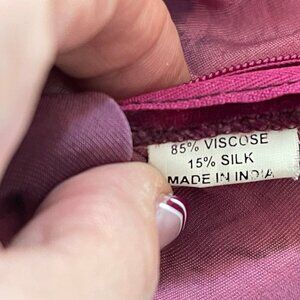 85% VISCOSE
15% SILK
MADE IN INDIA